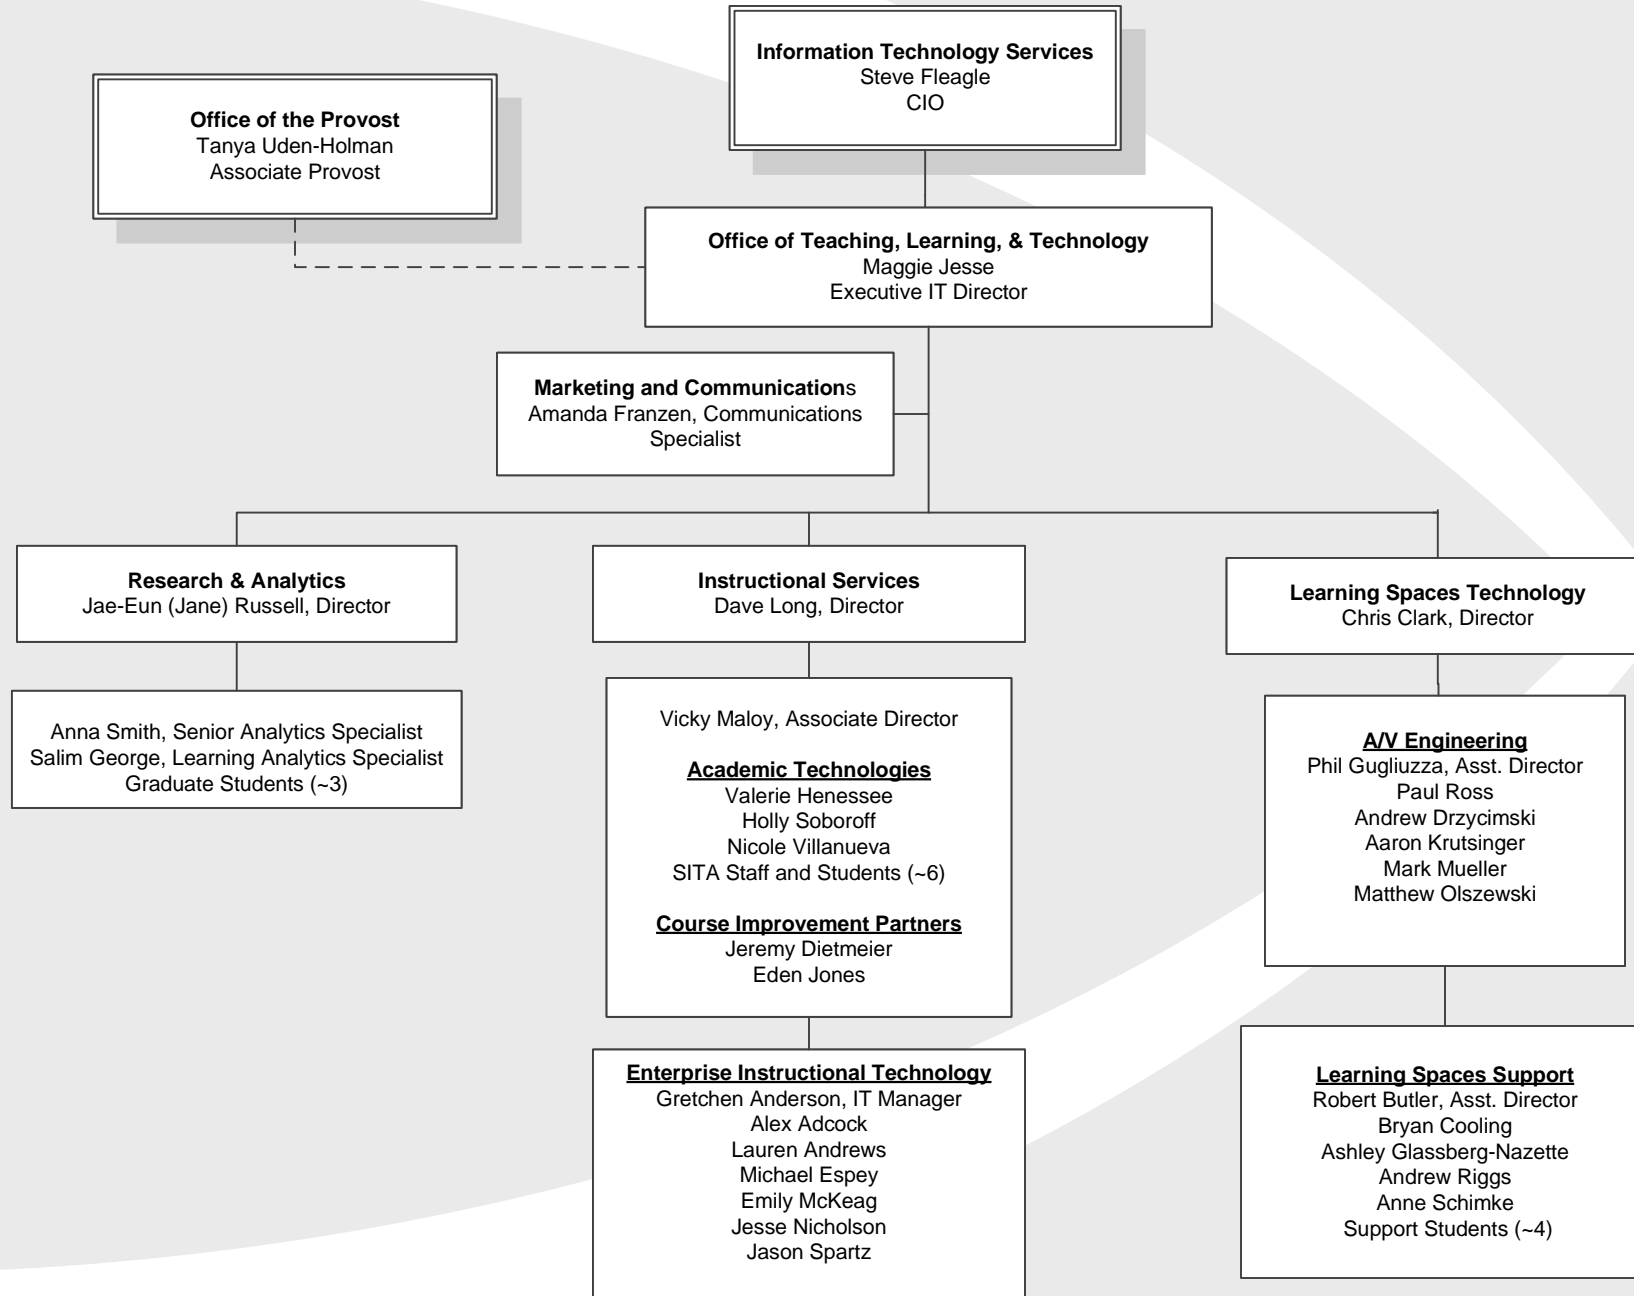 Information Technology Services
Steve Fleagle
CIO
Office of the Provost
Tanya Uden-Holman
Associate Provost
Office of Teaching, Learning, & Technology
Maggie Jesse
Executive IT Director
Marketing and Communications
Amanda Franzen, Communications
Specialist
Research & Analytics
Jae-Eun (Jane) Russell, Director
Anna Smith, Senior Analytics Specialist
Salim George, Learning Analytics Specialist
Graduate Students (~3)
Instructional Services
Dave Long, Director
Vicky Maloy, Associate Director
Academic Technologies
Valerie Henessee
Holly Soboroff
Nicole Villanueva
SITA Staff and Students (~6)
Course Improvement Partners
Jeremy Dietmeier
Eden Jones
Enterprise Instructional Technology
Gretchen Anderson, IT Manager
Alex Adcock
Lauren Andrews
Michael Espey
Emily McKeag
Jesse Nicholson
Jason Spartz
Learning Spaces Technology
Chris Clark, Director
A/V Engineering
Phil Gugliuzza, Asst. Director
Paul Ross
Andrew Drzycimski
Aaron Krutsinger
Mark Mueller
Matthew Olszewski
Learning Spaces Support
Robert Butler, Asst. Director
Bryan Cooling
Ashley Glassberg-Nazette
Andrew Riggs
Anne Schimke
Support Students (~4)